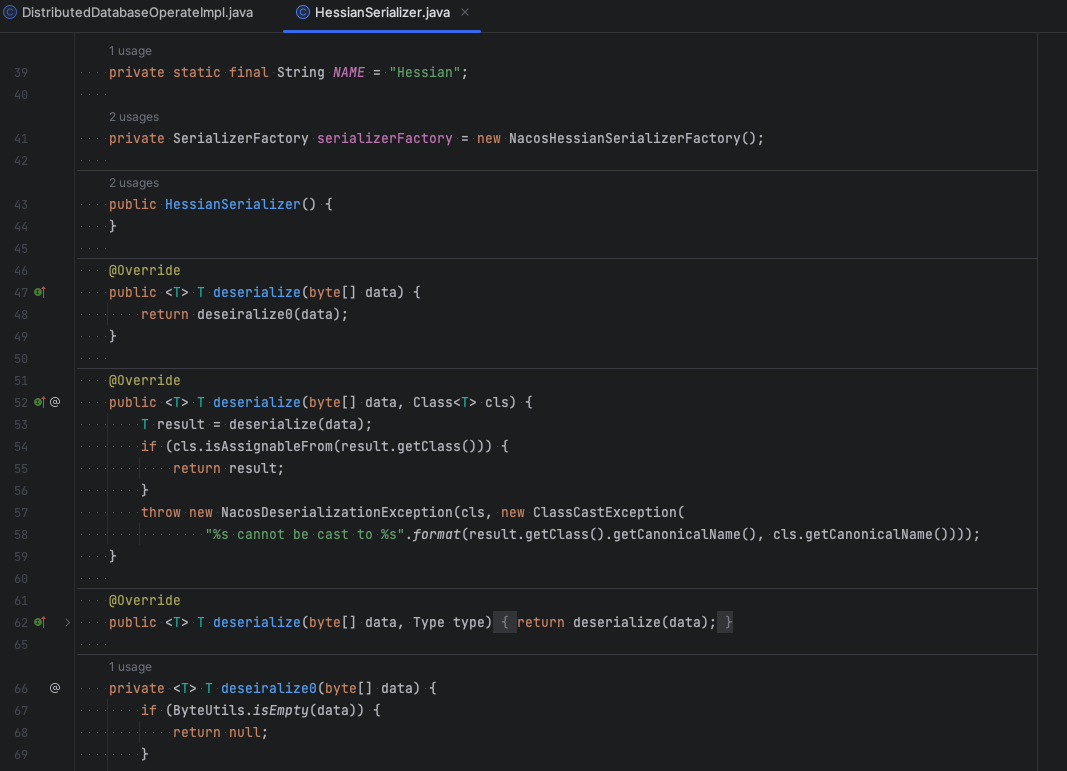 DistributedDatabaseOperateImpl.java HessianSerializer.java ×
1 usage
39 private static final String NAME = "Hessian";
40
2 usages
41 private SerializerFactory serializerFactory = new NacosHessianSerializerFactory();
42
2 usages
43 public HessianSerializer() {
44 }
45
46 @Override
47 public <T> T deserialize(byte[] data) {
48 return deseiralize0(data);
49 }
50
51 @Override
52 @ public <T> T deserialize(byte[] data, Class<T> cls) {
53 T result = deserialize(data);
54 if (cls.isAssignableFrom(result.getClass())) {
55 return result;
56 }
57 throw new NacosDeserializationException(cls, new ClassCastException(
58 "%s cannot be cast to %s".format(result.getClass().getCanonicalName(), cls.getCanonicalName())));
59 }
60
61 @Override
62 public <T> T deserialize(byte[] data, Type type) { return deserialize(data); }
65
1 usage
66 @ private <T> T deseiralize0(byte[] data) {
67 if (ByteUtils.isEmpty(data)) {
68 return null;
69 }